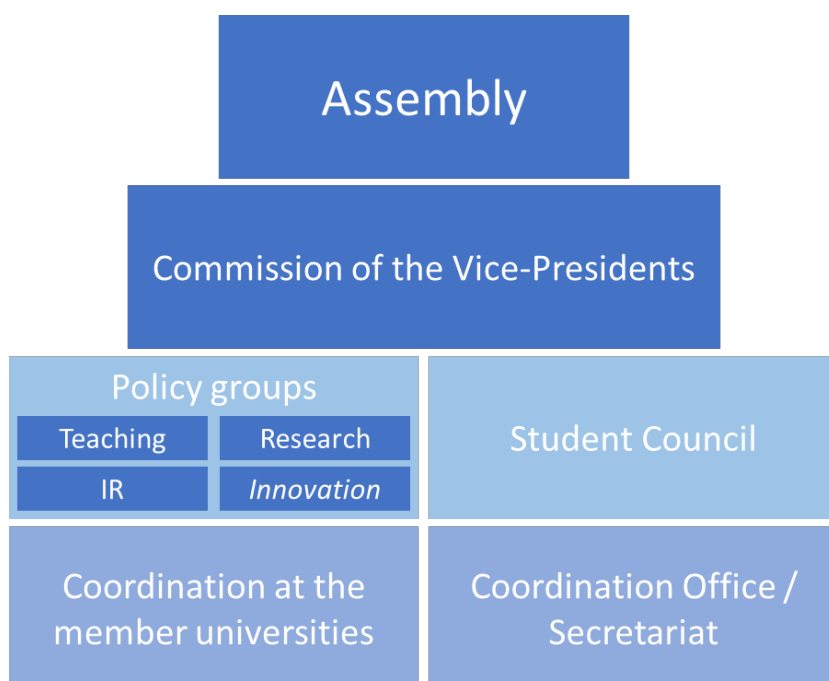 Assembly
Commission of the Vice-Presidents
Policy groups
Teaching
Research
IR
Innovation
Student Council
Coordination at the
member universities
Coordination Office /
Secretariat